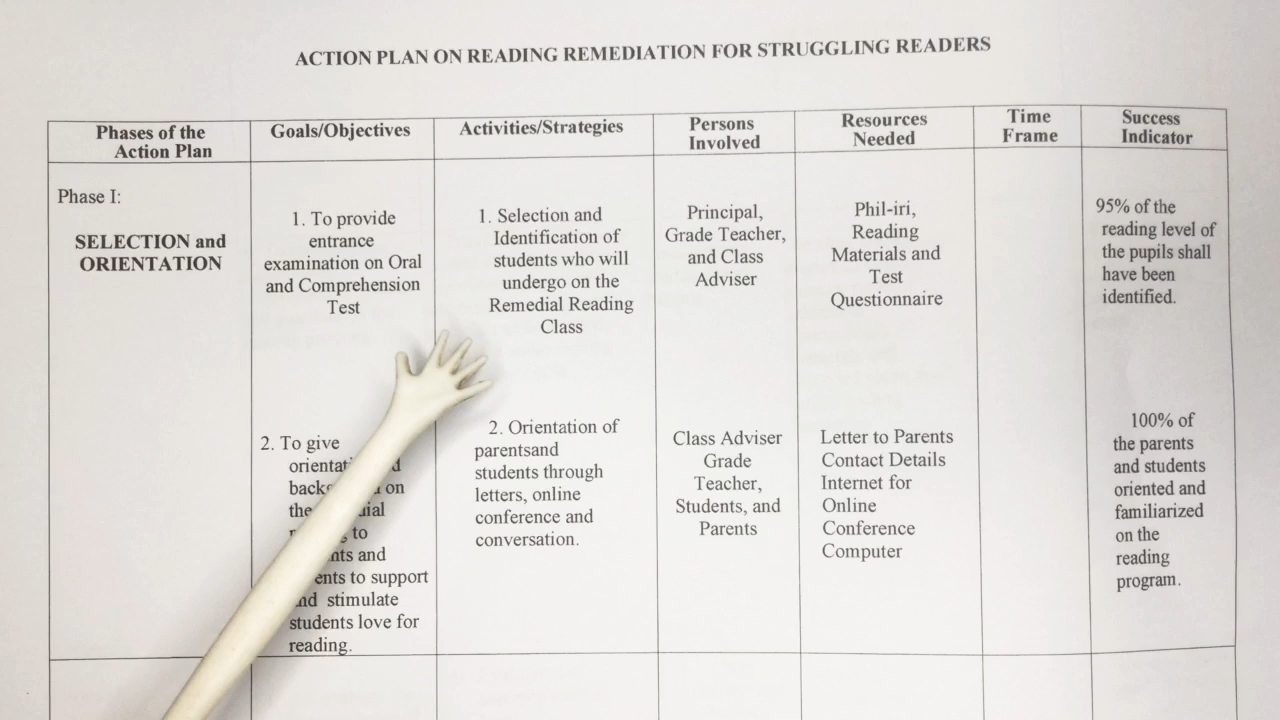 ACTION PLAN ON READING REMEDIATION FOR STRUGGLING READERS
Phases of the
Action Plan
Goals/Objectives
Activities/Strategies
Persons
Involved
Resources
Needed
Time
Frame
Success
Indicator
Phase I:
SELECTION and
ORIENTATION
1. To provide
entrance
examination on Oral
and Comprehension
Test
1. Selection and
Identification of
students who will
undergo on the
Remedial Reading
Class
Principal,
Grade Teacher,
and Class
Adviser
Phil-iri,
Reading
Materials and
Test
Questionnaire
95% of the
reading level of
the pupils shall
have been
identified.
2. To give
on
the
to
and
to support
stimulate
students love for
reading.
2. Orientation of
parentsand
students through
letters, online
conference and
conversation.
Class Adviser
Grade
Teacher,
Students, and
Parents
Letter to Parents
Contact Details
Internet for
Online
Conference
Computer
100% of
the parents
and students
oriented and
familiarized
on the
reading
program.